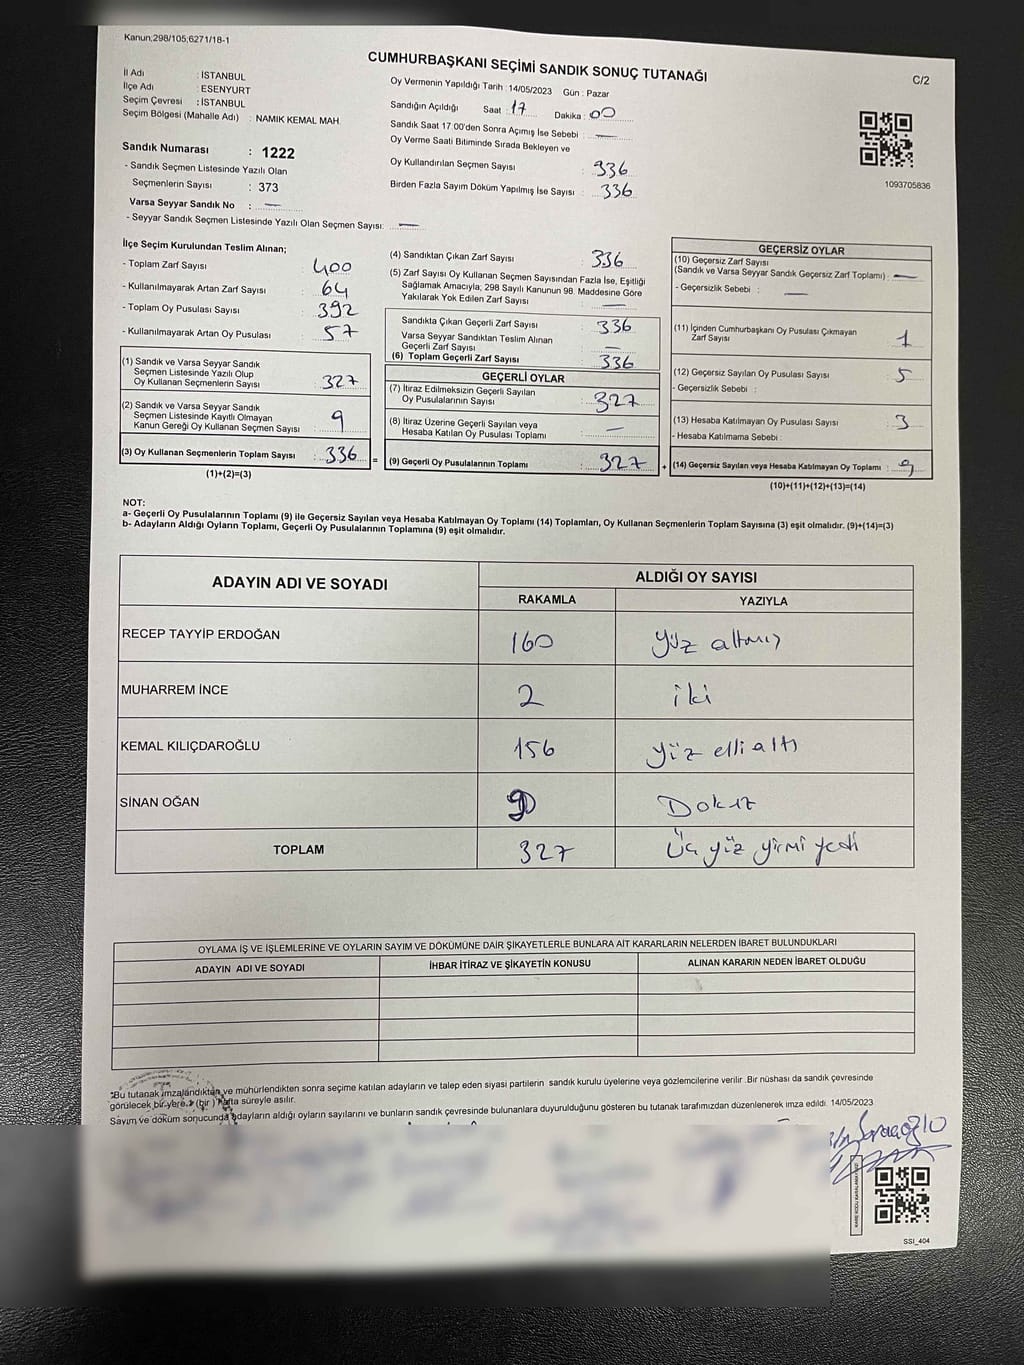 Kanun;298/105;6271/18-1
CUMHURBAŞKANI SEÇİMİ SANDIK SONUÇ TUTANAĞI
C/2
İl Adı : İSTANBUL
İlçe Adı : ESENYURT
Seçim Çevresi : İSTANBUL
Seçim Bölgesi (Mahalle Adı) : NAMIK KEMAL MAH.
Oy Vermenin Yapıldığı Tarih : 14/05/2023 Gün : Pazar
Sandığın Açıldığı Saat : 17 Dakika : 00
Sandık Saat 17 00'den Sonra Açımış İse Sebebi : —
Oy Verme Saati Bitiminde Sırada Bekleyen ve
Oy Kullandırılan Seçmen Sayısı : 336
Birden Fazla Sayım Döküm Yapılmış İse Sayısı : 336
1093705836
Sandık Numarası : 1222
- Sandık Seçmen Listesinde Yazılı Olan
Seçmenlerin Sayısı : 373
Varsa Seyyar Sandık No : —
- Seyyar Sandık Seçmen Listesinde Yazılı Olan Seçmen Sayısı: —
İlçe Seçim Kurulundan Teslim Alınan;
- Toplam Zarf Sayısı : 400
- Kullanılmayarak Artan Zarf Sayısı : 64
- Toplam Oy Pusulası Sayısı : 392
- Kullanılmayarak Artan Oy Pusulası : 57
(1) Sandık ve Varsa Seyyar Sandık
Seçmen Listesinde Yazılı Olup
Oy Kullanan Seçmenlerin Sayısı : 327
(2) Sandık ve Varsa Seyyar Sandık
Seçmen Listesinde Kayıtlı Olmayan
Kanun Gereği Oy Kullanan Seçmen Sayısı : 9
(3) Oy Kullanan Seçmenlerin Toplam Sayısı : 336 =
(1)+(2)=(3)
(4) Sandıktan Çıkan Zarf Sayısı : 336
(5) Zarf Sayısı Oy Kullanan Seçmen Sayısından Fazla İse, Eşitliği
Sağlamak Amacıyla; 298 Sayılı Kanunun 98. Maddesine Göre
Yakılarak Yok Edilen Zarf Sayısı : —
Sandıkta Çıkan Geçerli Zarf Sayısı : 336
Varsa Seyyar Sandıktan Teslim Alınan
Geçerli Zarf Sayısı : —
(6) Toplam Geçerli Zarf Sayısı : 336
GEÇERLİ OYLAR
(7) İtiraz Edilmeksizin Geçerli Sayılan
Oy Pusulalarının Sayısı : 327
(8) İtiraz Üzerine Geçerli Sayılan veya
Hesaba Katılan Oy Pusulası Toplamı : —
(9) Geçerli Oy Pusulalarının Toplamı : 327 +
GEÇERSİZ OYLAR
(10) Geçersiz Zarf Sayısı
(Sandık ve Varsa Seyyar Sandık Geçersiz Zarf Toplamı) : —
- Geçersizlik Sebebi : —
(11) İçinden Cumhurbaşkanı Oy Pusulası Çıkmayan
Zarf Sayısı : 1
(12) Geçersiz Sayılan Oy Pusulası Sayısı : 5
- Geçersizlik Sebebi :
(13) Hesaba Katılmayan Oy Pusulası Sayısı : 3
- Hesaba Katılmama Sebebi :
(14) Geçersiz Sayılan veya Hesaba Katılmayan Oy Toplamı : 9
(10)+(11)+(12)+(13)=(14)
NOT:
a- Geçerli Oy Pusulalarının Toplamı (9) ile Geçersiz Sayılan veya Hesaba Katılmayan Oy Toplamı (14) Toplamları, Oy Kullanan Seçmenlerin Toplam Sayısına (3) eşit olmalıdır. (9)+(14)=(3)
b- Adayların Aldığı Oyların Toplamı, Geçerli Oy Pusulalarının Toplamına (9) eşit olmalıdır.
ADAYIN ADI VE SOYADI ALDIĞI OY SAYISI
RAKAMLA YAZIYLA
RECEP TAYYİP ERDOĞAN 160 yüz altmış
MUHARREM İNCE 2 iki
KEMAL KILIÇDAROĞLU 156 yüz elli altı
SİNAN OĞAN 9 Dokuz
TOPLAM 327 Üç yüz yirmi yedi
OYLAMA İŞ VE İŞLEMLERİNE VE OYLARIN SAYIM VE DÖKÜMÜNE DAİR ŞİKAYETLERLE BUNLARA AİT KARARLARIN NELERDEN İBARET BULUNDUKLARI
ADAYIN ADI VE SOYADI İHBAR İTİRAZ VE ŞİKAYETİN KONUSU ALINAN KARARIN NEDEN İBARET OLDUĞU
*Bu tutanak imzalandıktan ve mühürlendikten sonra seçime katılan adayların ve talep eden siyasi partilerin sandık kurulu üyelerine veya gözlemcilerine verilir .Bir nüshası da sandık çevresinde
görülecek bir yere (bir) hafta süreyle asılır.
Sayım ve döküm sonucunda adayların aldığı oyların sayılarını ve bunların sandık çevresinde bulunanlara duyurulduğunu gösteren bu tutanak tarafımızdan düzenlenerek imza edildi. 14/05/2023
SSI_404